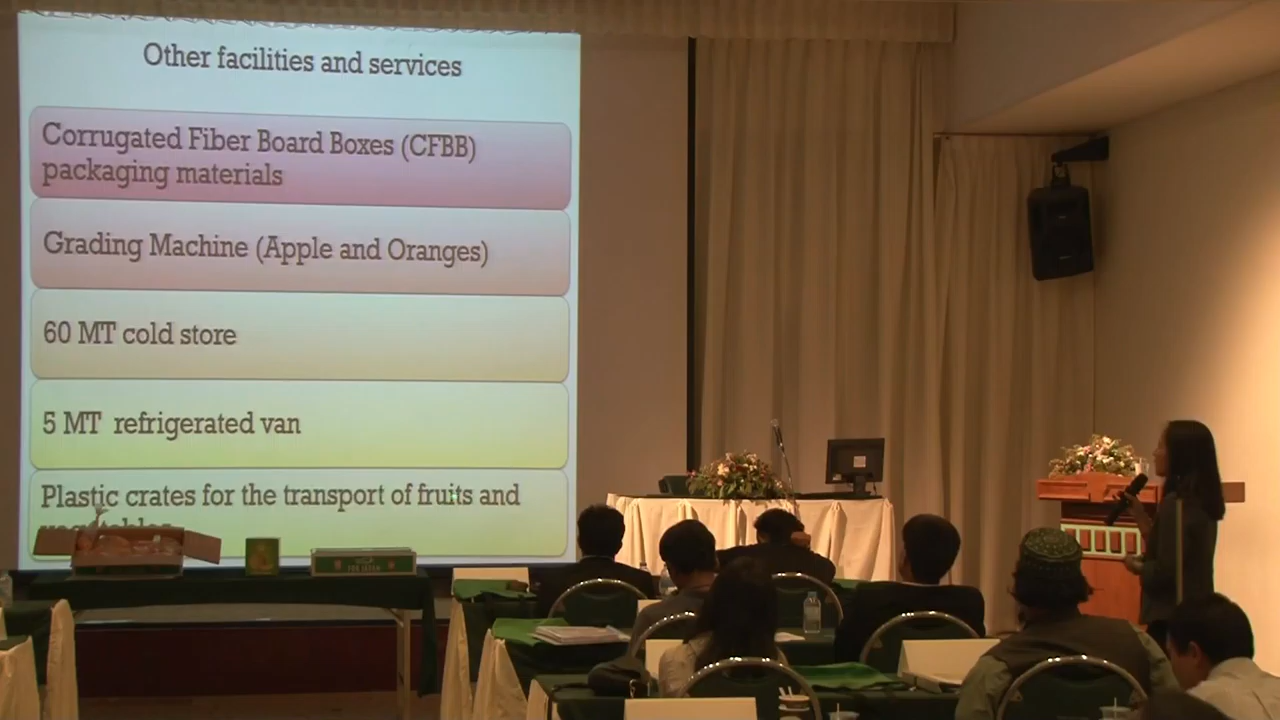 Other facilities and services
Corrugated Fiber Board Boxes (CFBB)
packaging materials
Grading Machine (Apple and Oranges)
60 MT cold store
5 MT refrigerated van
Plastic crates for the transport of fruits and
vegetables